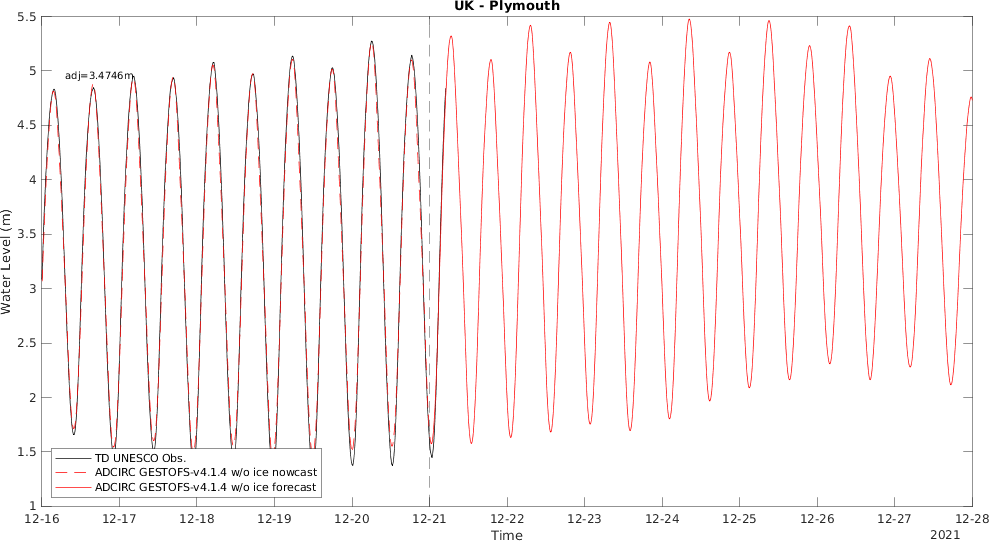 UK - Plymouth
5.5
5
4.5
4
3.5
3
2.5
2
1.5
1
Water Level (m)
adj=3.4746m
TD UNESCO Obs.
ADCIRC GESTOFS-v4.1.4 w/o ice nowcast
ADCIRC GESTOFS-v4.1.4 w/o ice forecast
12-16 12-17 12-18 12-19 12-20 12-21 12-22 12-23 12-24 12-25 12-26 12-27 12-28
Time
2021